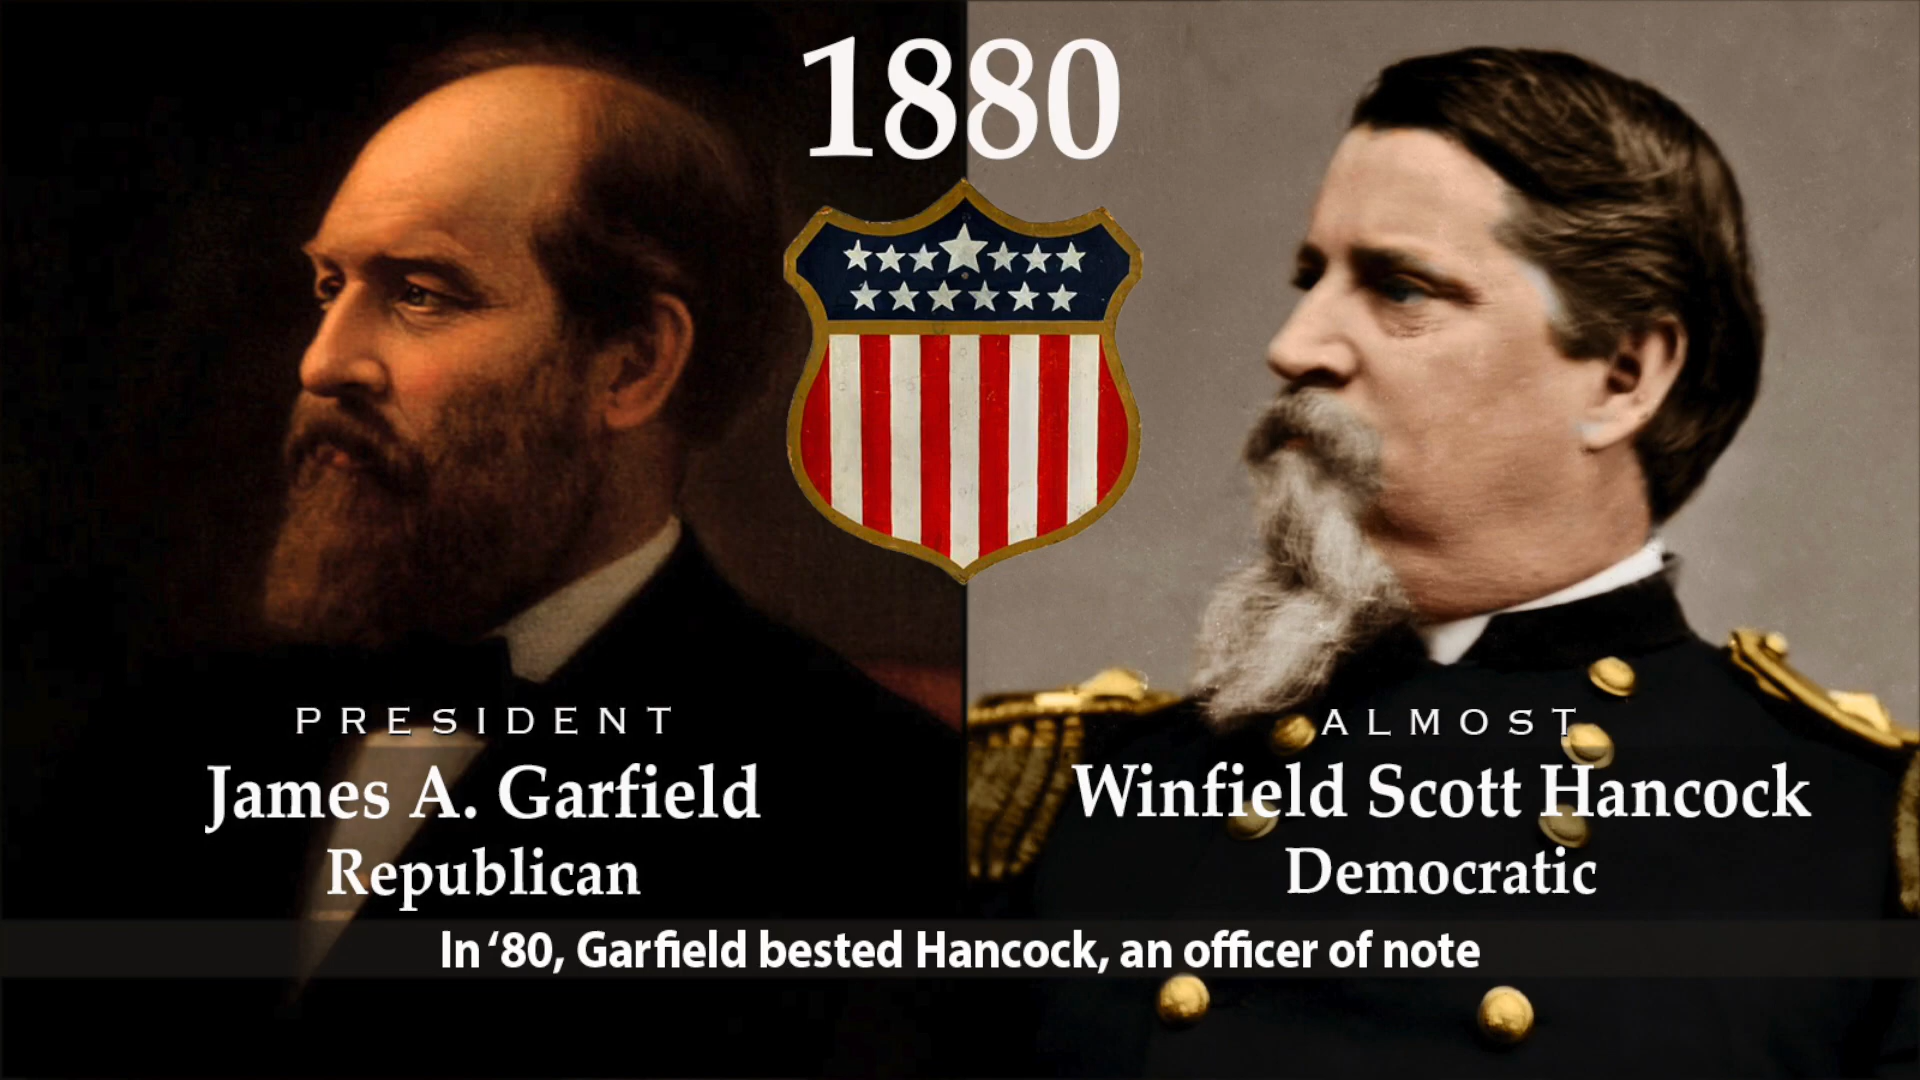 1880
PRESIDENT
James A. Garfield
Republican
ALMOST
Winfield Scott Hancock
Democratic
In ‘80, Garfield bested Hancock, an officer of note